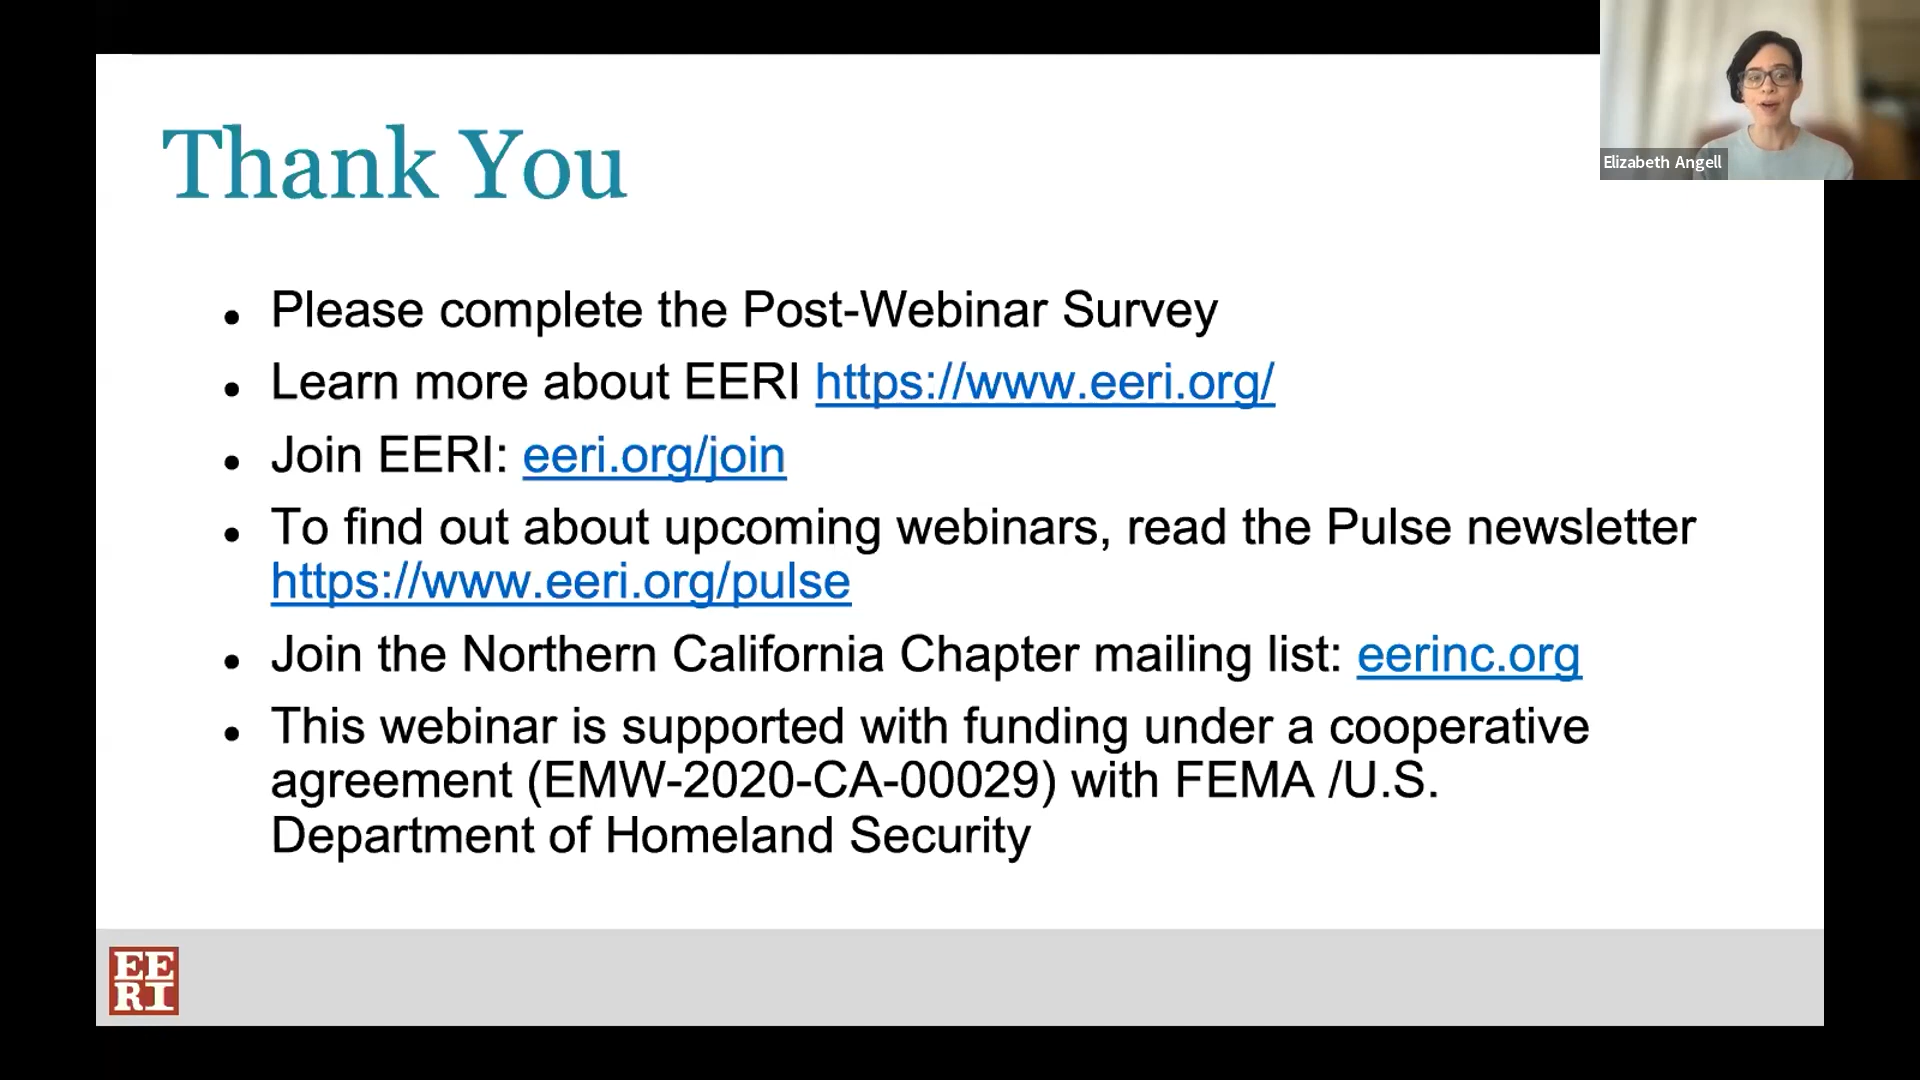 Elizabeth Angell
Thank You
• Please complete the Post-Webinar Survey
• Learn more about EERI https://www.eeri.org/
• Join EERI: eeri.org/join
• To find out about upcoming webinars, read the Pulse newsletter
https://www.eeri.org/pulse
• Join the Northern California Chapter mailing list: eerinc.org
• This webinar is supported with funding under a cooperative
agreement (EMW-2020-CA-00029) with FEMA /U.S.
Department of Homeland Security
EE
RI